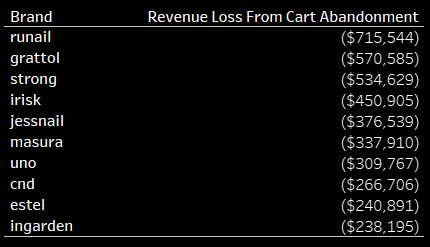 Brand Revenue Loss From Cart Abandonment
runail ($715,544)
grattol ($570,585)
strong ($534,629)
irisk ($450,905)
jessnail ($376,539)
masura ($337,910)
uno ($309,767)
cnd ($266,706)
estel ($240,891)
ingarden ($238,195)